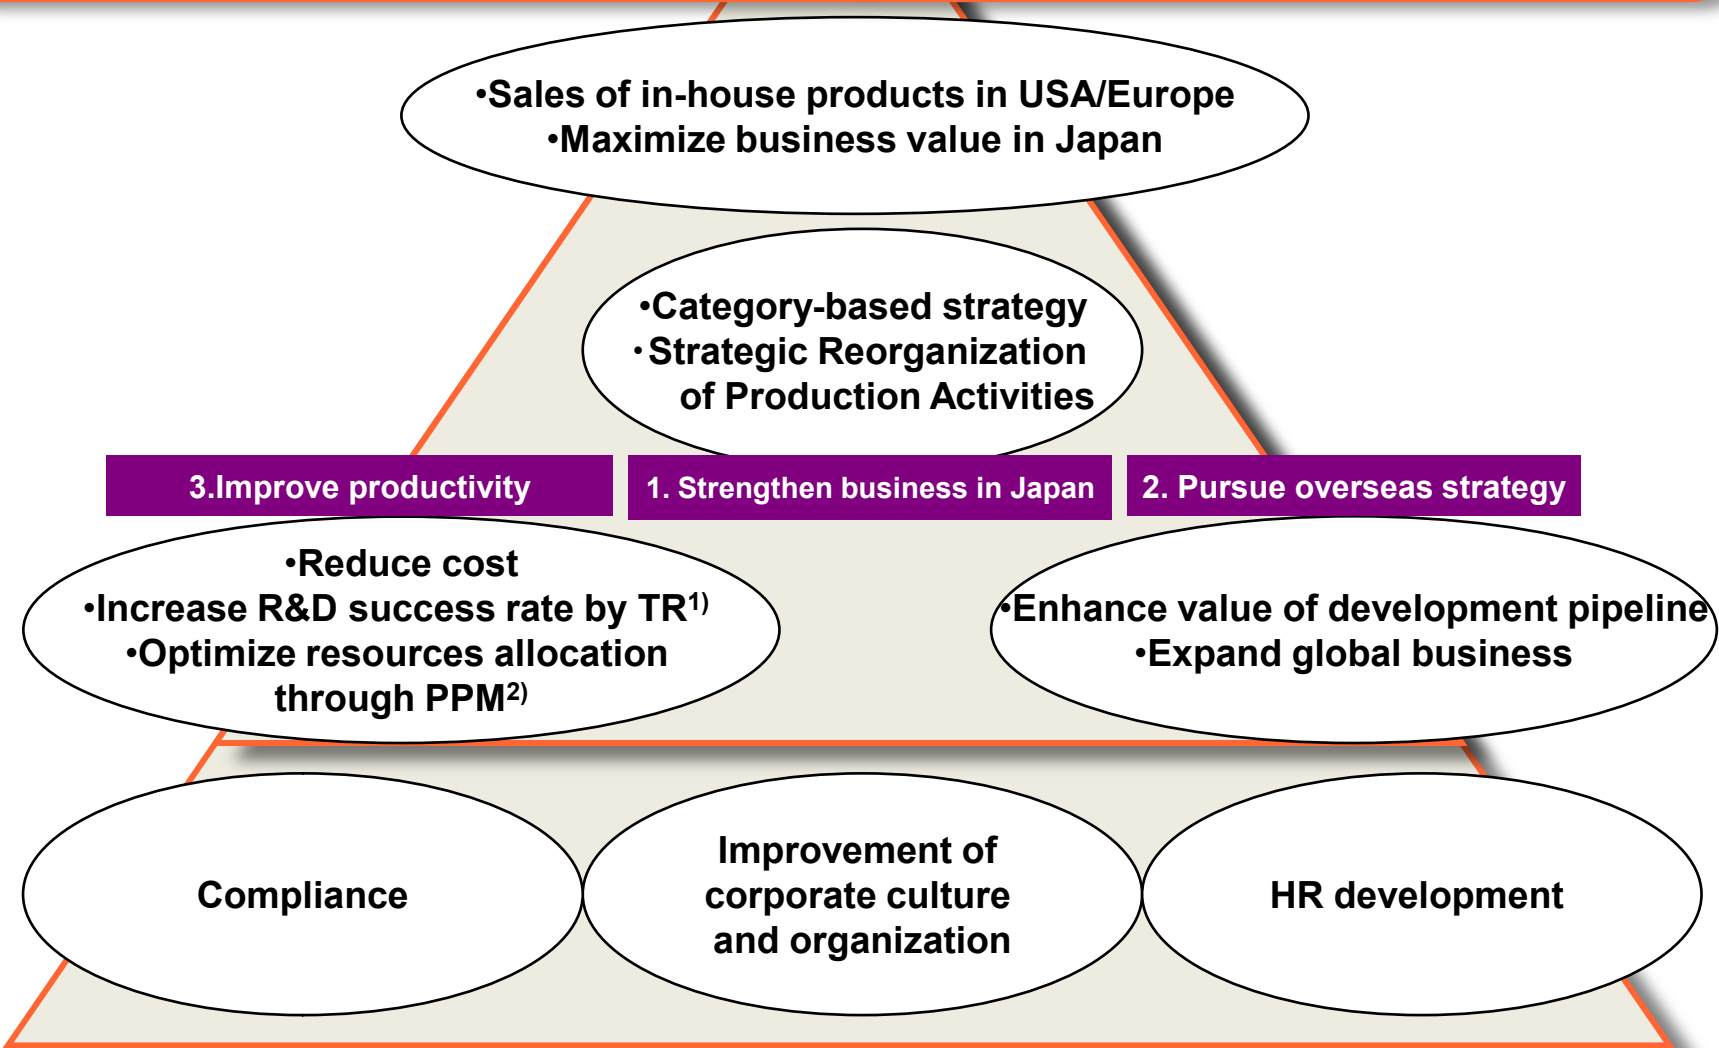 •Sales of in-house products in USA/Europe
•Maximize business value in Japan
•Category-based strategy
・Strategic Reorganization
of Production Activities
3.Improve productivity
1. Strengthen business in Japan
2. Pursue overseas strategy
•Reduce cost
•Increase R&D success rate by TR1)
•Optimize resources allocation
through PPM2)
•Enhance value of development pipeline
•Expand global business
Compliance
Improvement of
corporate culture
and organization
HR development